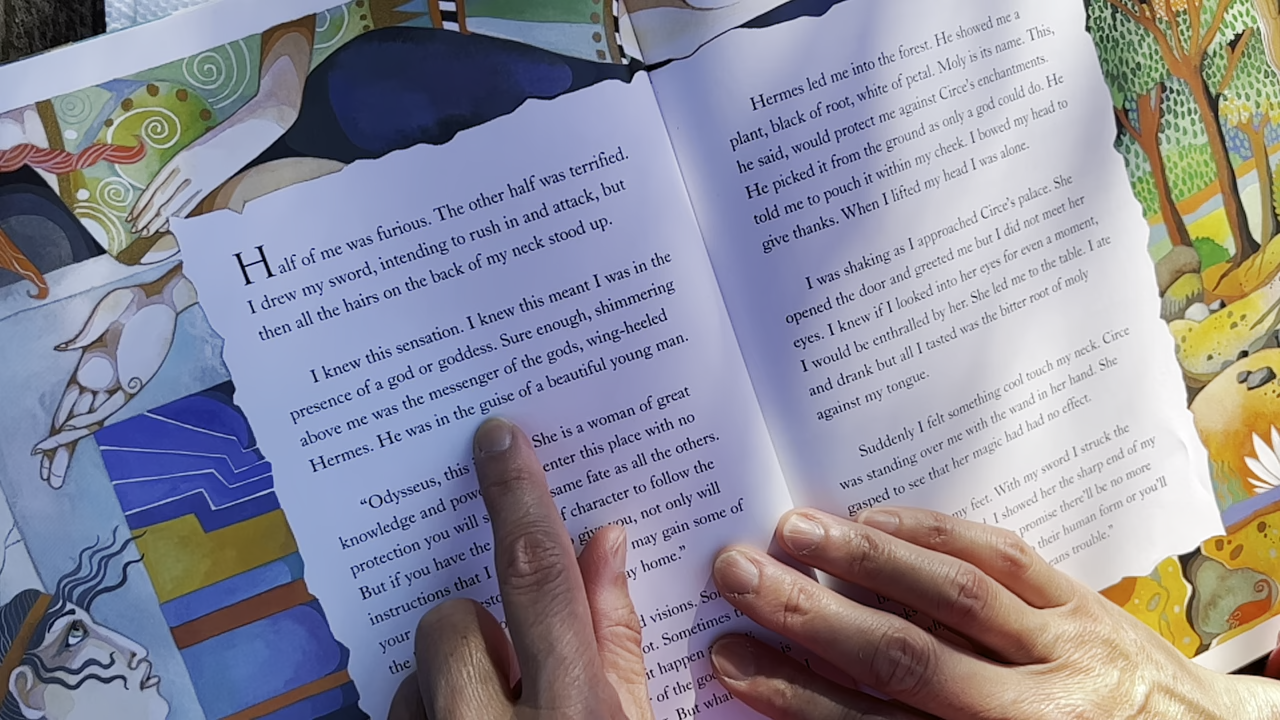 Half of me was furious. The other half was terrified.
I drew my sword, intending to rush in and attack, but
then all the hairs on the back of my neck stood up.
I knew this sensation. I knew this meant I was in the
presence of a god or goddess. Sure enough, shimmering
above me was the messenger of the gods, wing-heeled
Hermes. He was in the guise of a beautiful young man.
“Odysseus, this She is a woman of great
knowledge and enter this place with no
protection you will same fate as all the others.
But if you have the of character to follow the
instructions that I you, not only will
your may gain some of
the home.”
visions.
Sometimes
it happen
of the
But
Hermes led me into the forest. He showed me a
plant, black of root, white of petal. Moly is its name. This,
he said, would protect me against Circe’s enchantments.
He picked it from the ground as only a god could do. He
told me to pouch it within my cheek. I bowed my head to
give thanks. When I lifted my head I was alone.
I was shaking as I approached Circe’s palace. She
opened the door and greeted me but I did not meet her
eyes. I knew if I looked into her eyes for even a moment,
I would be enthralled by her. She led me to the table. I ate
and drank but all I tasted was the bitter root of moly
against my tongue.
Suddenly I felt something cool touch my neck. Circe
was standing over me with the wand in her hand. She
gasped to see that her magic had had no effect.
my feet. With my sword I struck the
I showed her the sharp end of my
promise there’ll be no more
their human form or you’ll
trouble.”
is
I